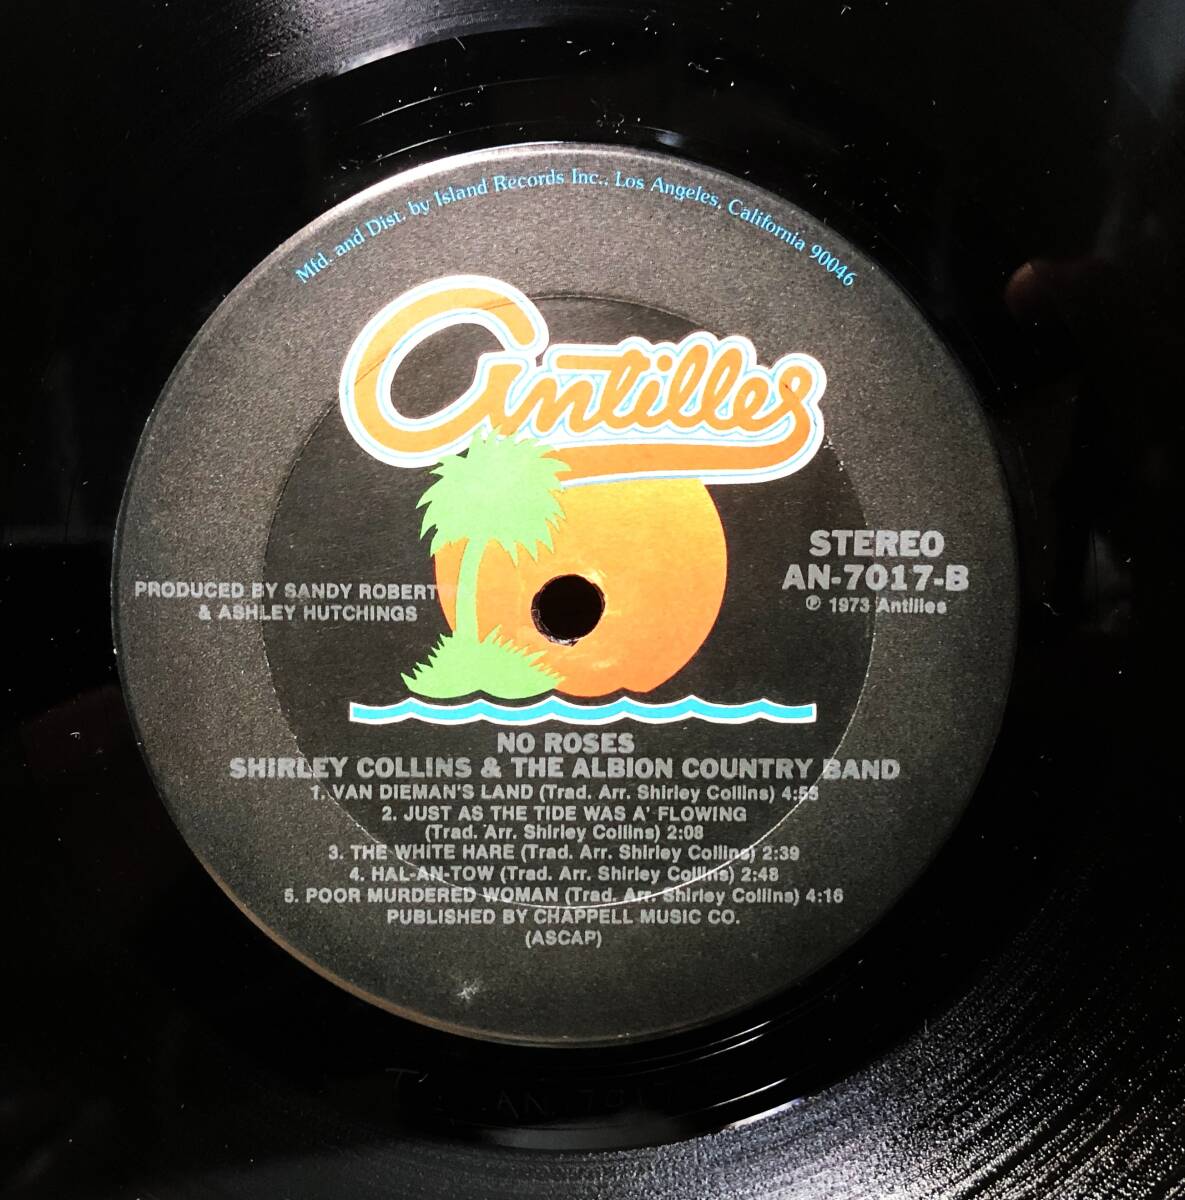 Mfd. and Dist. by Island Records Inc., Los Angeles, California 90046
Antilles
STEREO
AN-7017-B
℗ 1973 Antilles
PRODUCED BY SANDY ROBERT
& ASHLEY HUTCHINGS
NO ROSES
SHIRLEY COLLINS & THE ALBION COUNTRY BAND
1. VAN DIEMAN'S LAND (Trad. Arr. Shirley Collins) 4:55
2. JUST AS THE TIDE WAS A' FLOWING
(Trad. Arr. Shirley Collins) 2:08
3. THE WHITE HARE (Trad. Arr. Shirley Collins) 2:39
4. HAL-AN-TOW (Trad. Arr. Shirley Collins) 2:48
5. POOR MURDERED WOMAN (Trad. Arr. Shirley Collins) 4:16
PUBLISHED BY CHAPPELL MUSIC CO.
(ASCAP)
AN 7017